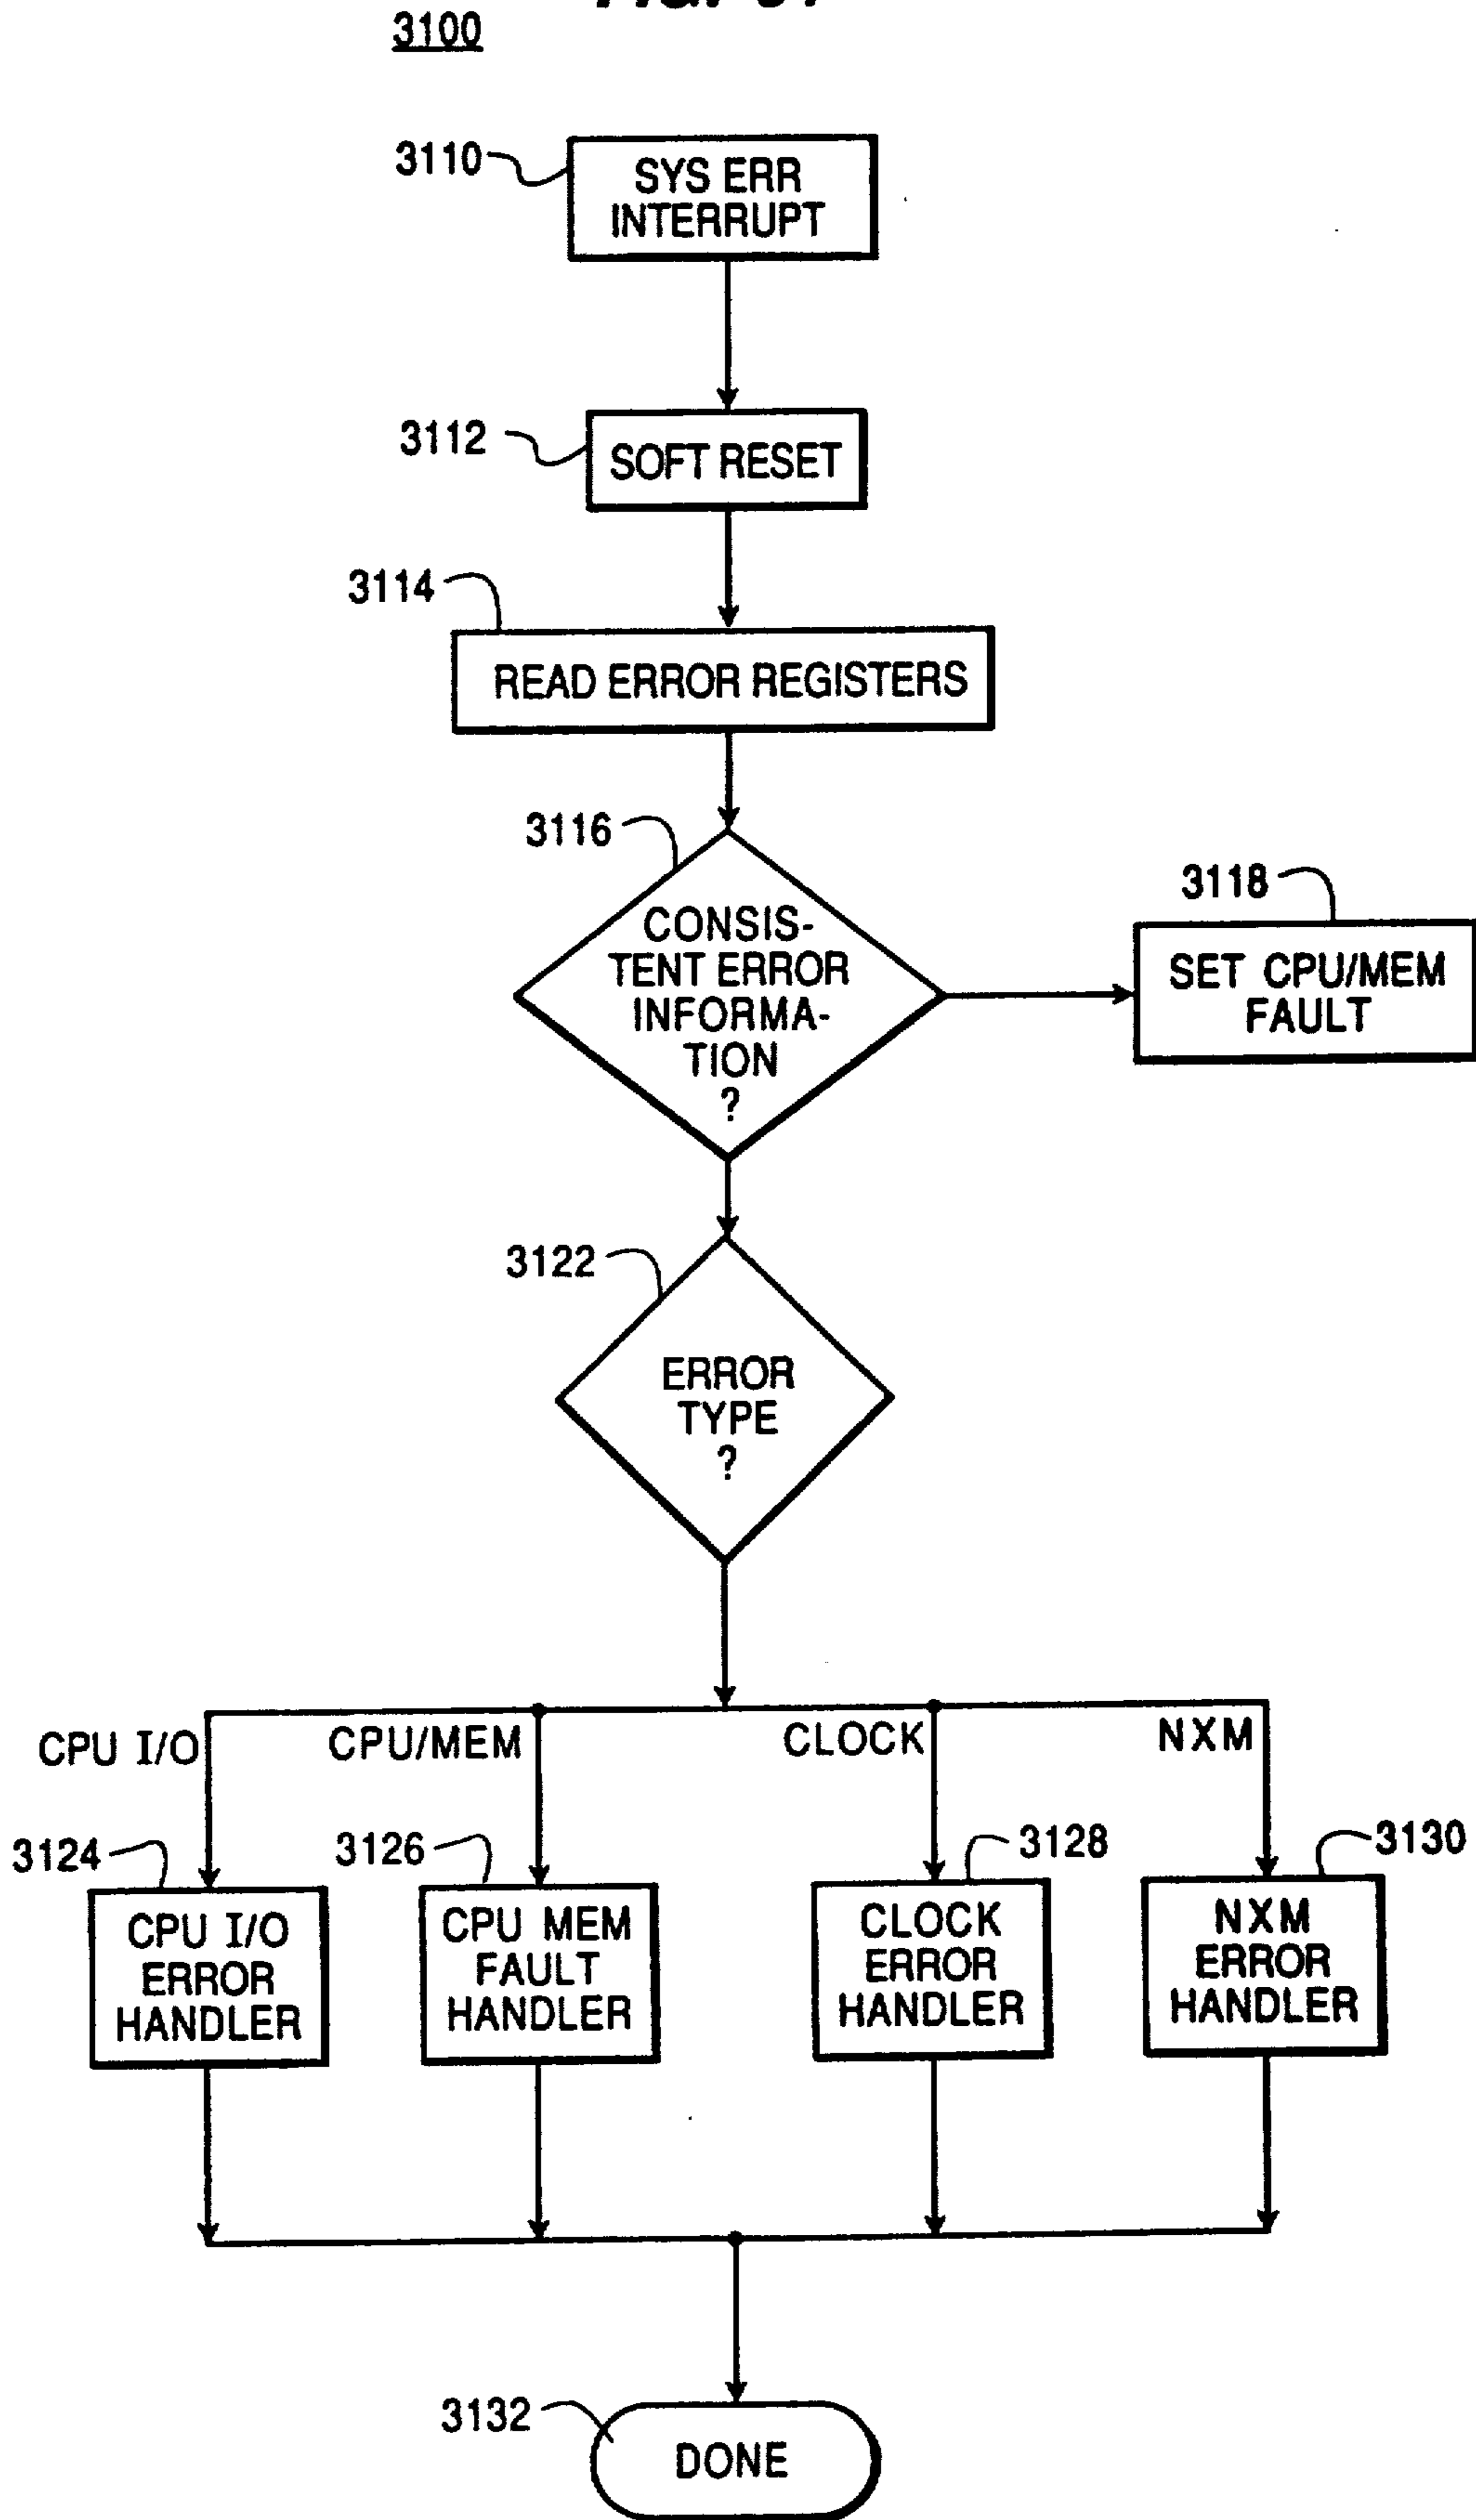 3100
3110
SYS ERR
INTERRUPT
3112
SOFT RESET
3114
READ ERROR REGISTERS
3116
CONSIS-
TENT ERROR
INFORMA-
TION
?
3118
SET CPU/MEM
FAULT
3122
ERROR
TYPE
?
CPU I/O
CPU/MEM
CLOCK
NXM
3124
3126
3128
3130
CPU I/O
ERROR
HANDLER
CPU MEM
FAULT
HANDLER
CLOCK
ERROR
HANDLER
NXM
ERROR
HANDLER
3132
DONE